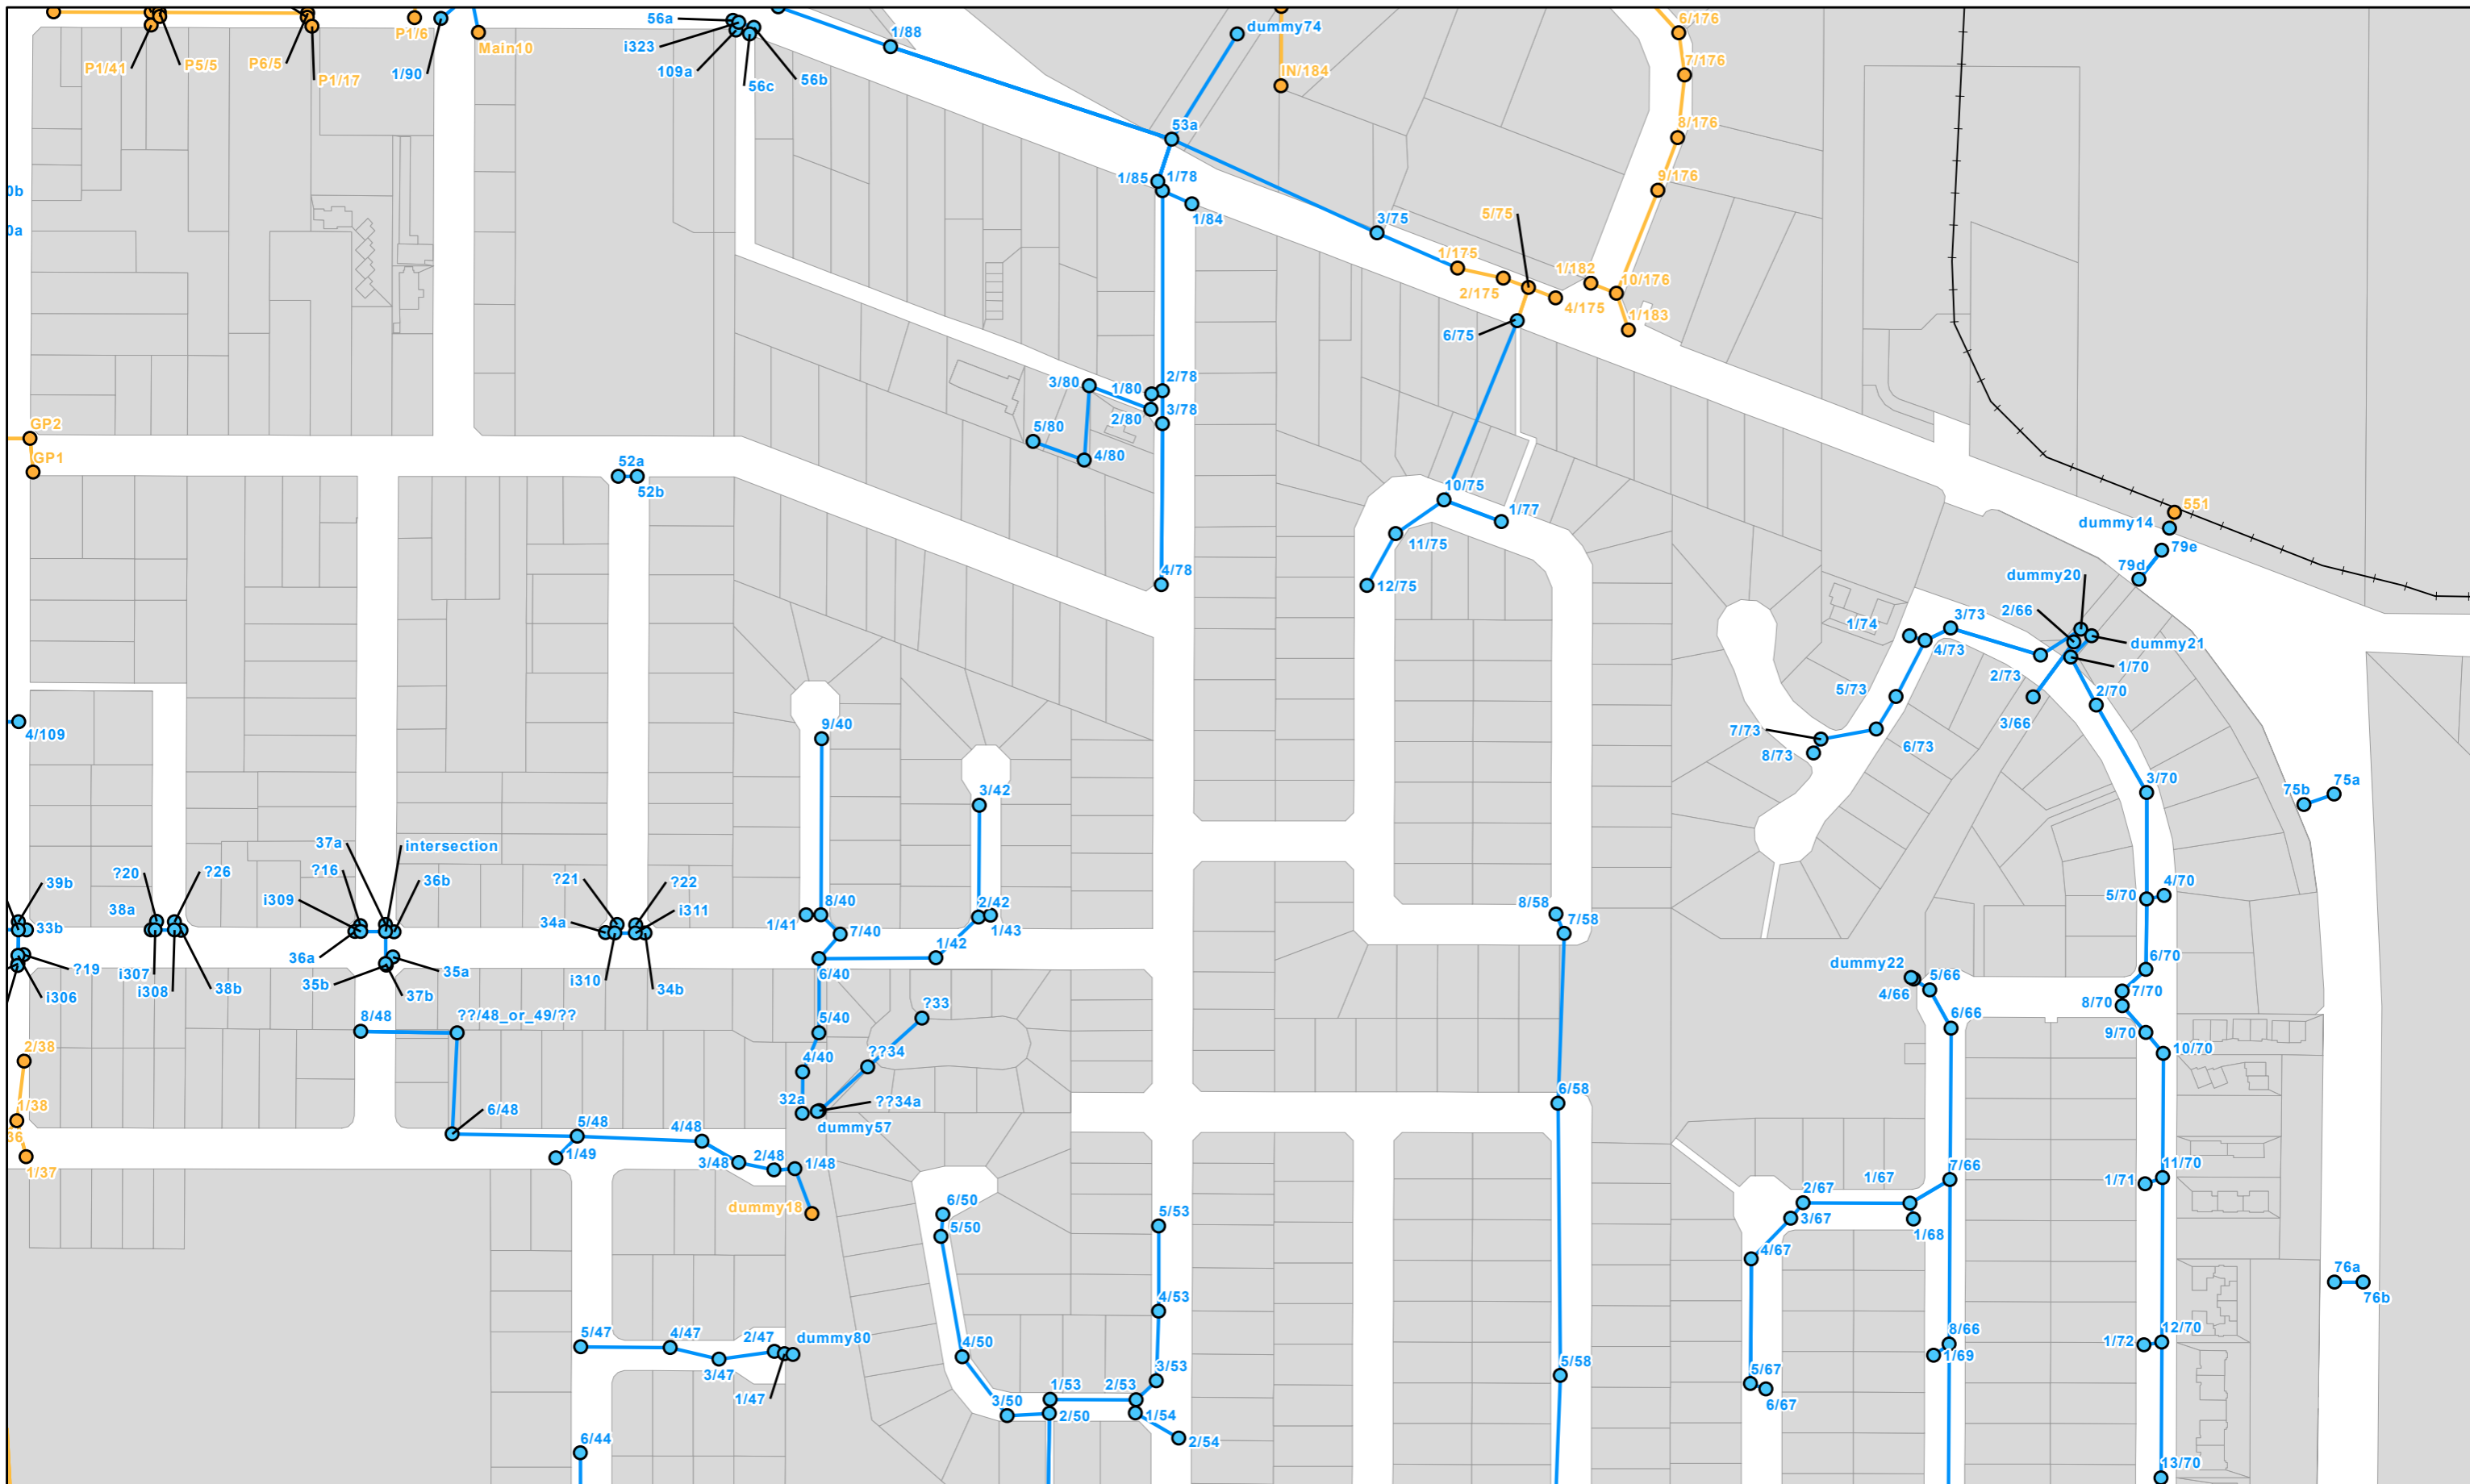 56a
i323
109a
56c
56b
1/88
dummy74
P1/41
P5/5
P6/5
P1/17
P1/6
1/90
Main10
IN/184
6/176
7/176
8/176
9/176
53a
1/85
1/78
1/84
3/75
5/75
1/175
2/175
4/175
1/182
10/176
1/183
6/75
0b
0a
3/80
1/80
2/80
2/78
3/78
5/80
4/80
GP2
GP1
52a
52b
10/75
1/77
11/75
12/75
4/78
551
dummy14
79e
79d
dummy20
2/66
3/73
1/74
4/73
dummy21
1/70
2/73
2/70
5/73
3/66
7/73
6/73
8/73
4/109
9/40
3/42
3/70
75a
75b
37a
intersection
39b
?20
?26
?16
36b
?21
?22
38a
i309
i311
33b
34a
8/40
1/41
7/40
2/42
1/43
8/58
7/58
5/70
4/70
?19
i307
i308
38b
36a
35a
35b
37b
i306
i310
34b
6/40
1/42
dummy22
5/66
4/66
6/70
7/70
8/70
8/48
??/48_or_49/??
?33
5/40
6/66
9/70
10/70
2/38
4/40
??34
1/38
36
1/37
6/48
5/48
4/48
32a
??34a
dummy57
6/58
1/49
3/48
2/48
1/48
7/66
11/70
1/71
dummy18
6/50
5/50
5/53
2/67
1/67
3/67
1/68
4/67
76a
76b
5/47
4/47
2/47
dummy80
3/47
1/47
4/50
4/53
3/53
5/58
8/66
1/69
12/70
1/72
5/67
6/67
3/50
1/53
2/50
2/53
1/54
2/54
6/44
13/70